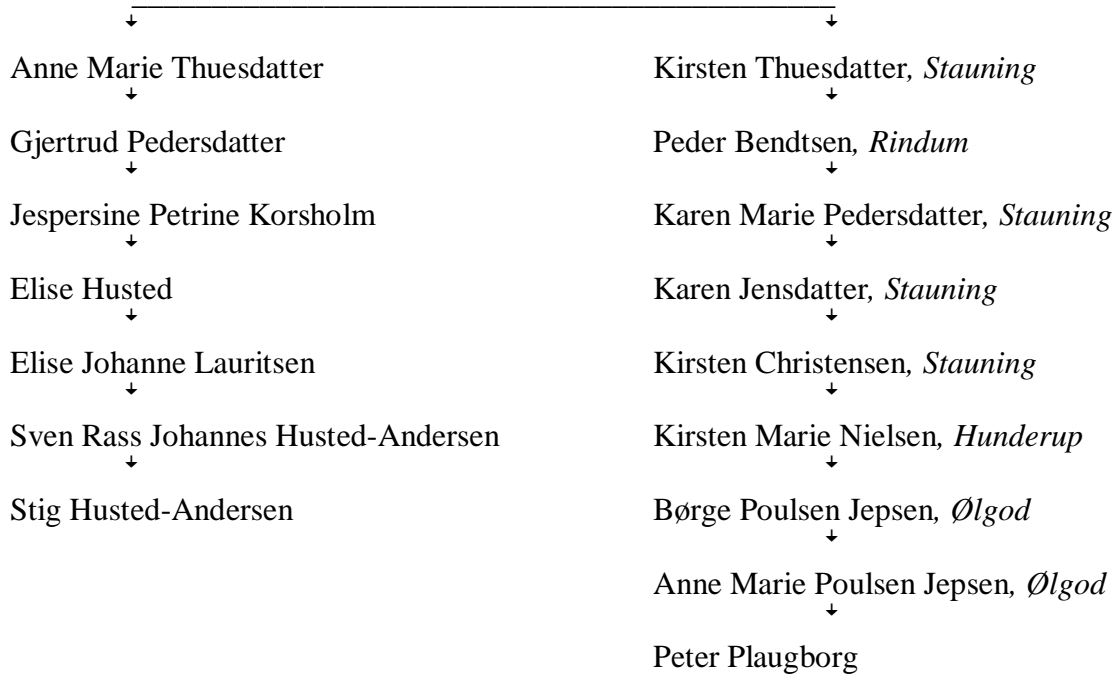 Anne Marie Thuesdatter
Kirsten Thuesdatter, Stauning
Gjertrud Pedersdatter
Peder Bendtsen, Rindum
Jespersine Petrine Korsholm
Karen Marie Pedersdatter, Stauning
Elise Husted
Karen Jensdatter, Stauning
Elise Johanne Lauritsen
Kirsten Christensen, Stauning
Sven Rass Johannes Husted-Andersen
Kirsten Marie Nielsen, Hunderup
Stig Husted-Andersen
Børge Poulsen Jepsen, Ølgod
Anne Marie Poulsen Jepsen, Ølgod
Peter Plaugborg